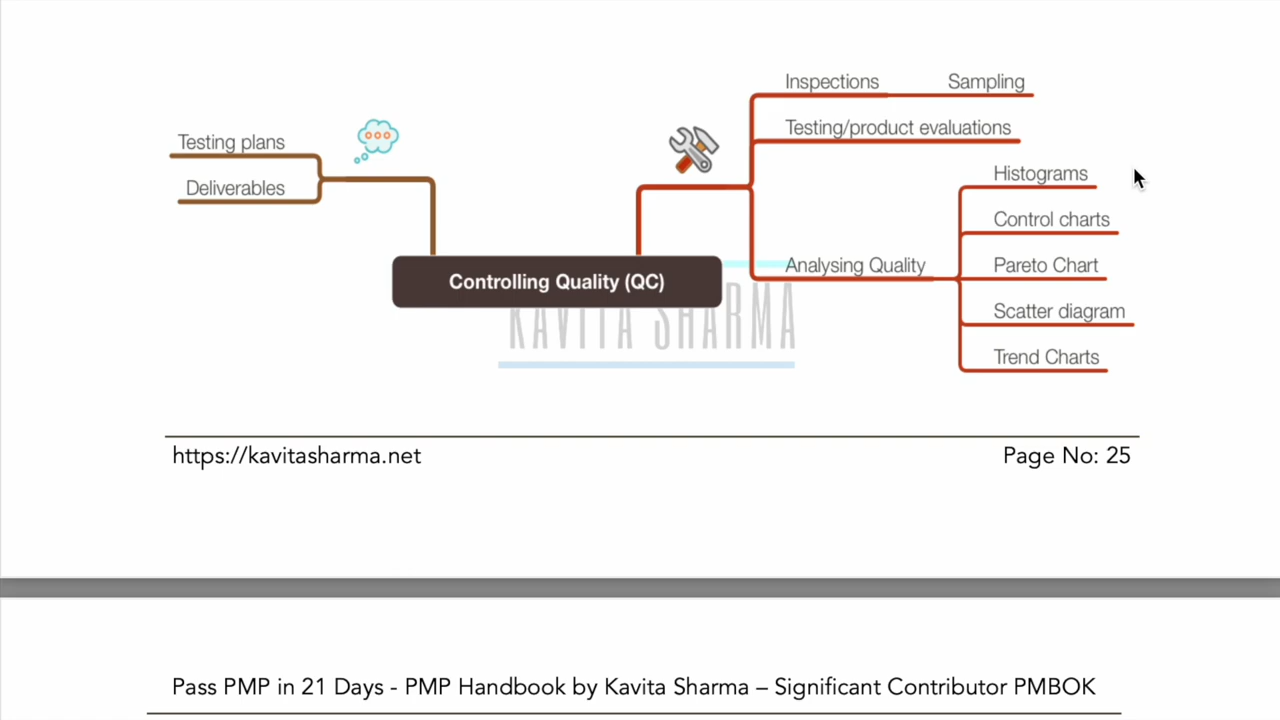 Inspections
Sampling
Testing/product evaluations
Testing plans
Deliverables
Histograms
Control charts
Analysing Quality
Pareto Chart
Scatter diagram
Trend Charts
Controlling Quality (QC)
KAVITA SHARMA
https://kavitasharma.net
Page No: 25
Pass PMP in 21 Days - PMP Handbook by Kavita Sharma – Significant Contributor PMBOK